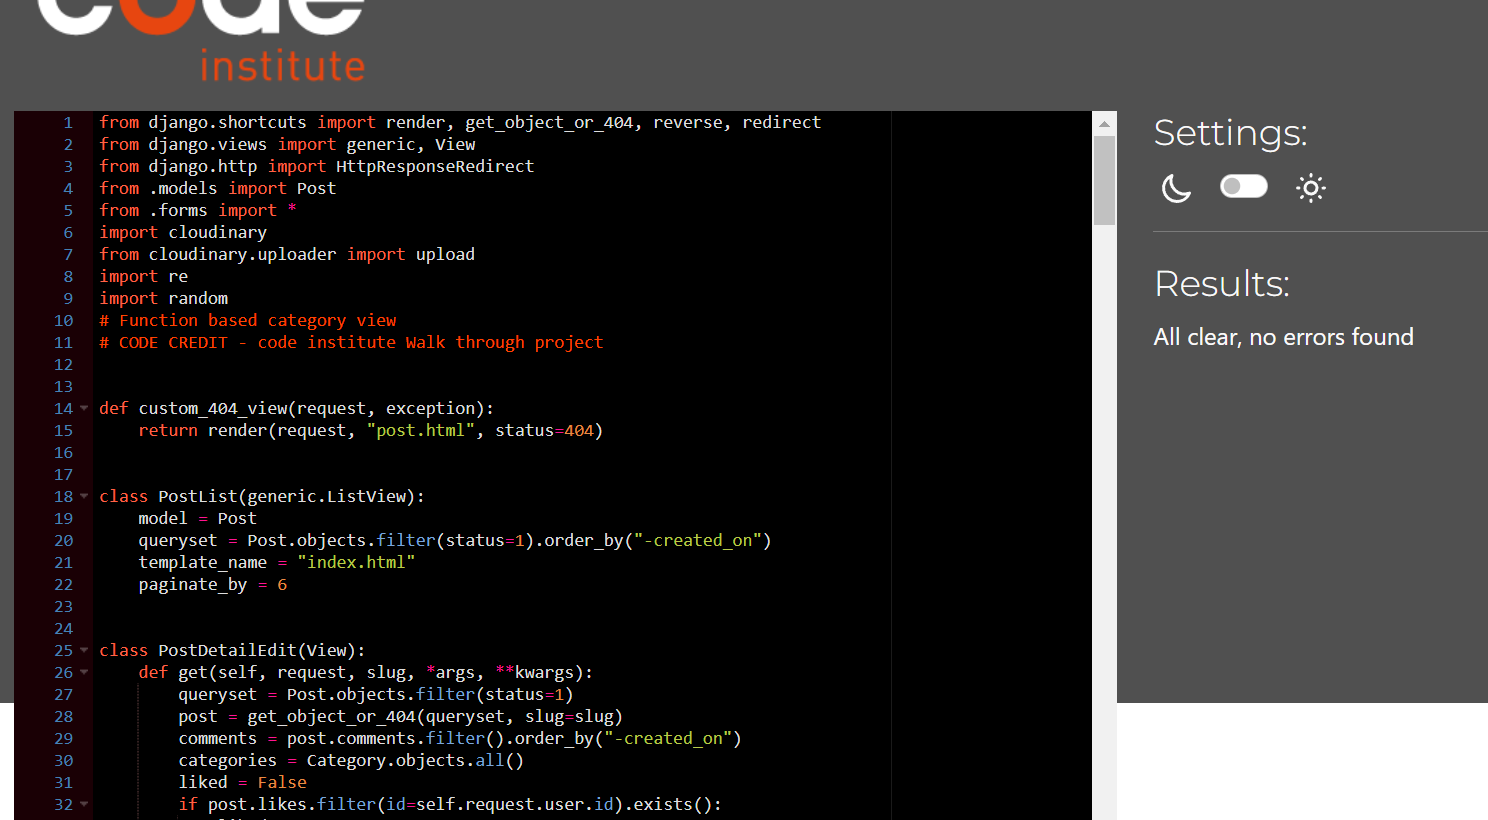 code
institute
1 from django.shortcuts import render, get_object_or_404, reverse, redirect
2 from django.views import generic, View
3 from django.http import HttpResponseRedirect
4 from .models import Post
5 from .forms import *
6 import cloudinary
7 from cloudinary.uploader import upload
8 import re
9 import random
10 # Function based category view
11 # CODE CREDIT - code institute Walk through project
12
13
14 def custom_404_view(request, exception):
15     return render(request, "post.html", status=404)
16
17
18 class PostList(generic.ListView):
19     model = Post
20     queryset = Post.objects.filter(status=1).order_by("-created_on")
21     template_name = "index.html"
22     paginate_by = 6
23
24
25 class PostDetailEdit(View):
26     def get(self, request, slug, *args, **kwargs):
27         queryset = Post.objects.filter(status=1)
28         post = get_object_or_404(queryset, slug=slug)
29         comments = post.comments.filter().order_by("-created_on")
30         categories = Category.objects.all()
31         liked = False
32         if post.likes.filter(id=self.request.user.id).exists():
Settings:
Results:
All clear, no errors found